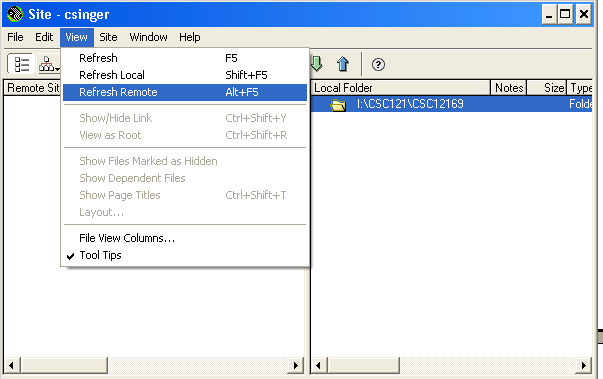 Site - csinger
File Edit View Site Window Help
Remote Sit
Local Folder Notes Size Type
I:\CSC121\CSC12169 Folde
Refresh F5
Refresh Local Shift+F5
Refresh Remote Alt+F5
Show/Hide Link Ctrl+Shift+Y
View as Root Ctrl+Shift+R
Show Files Marked as Hidden
Show Dependent Files
Show Page Titles Ctrl+Shift+T
Layout...
File View Columns...
Tool Tips